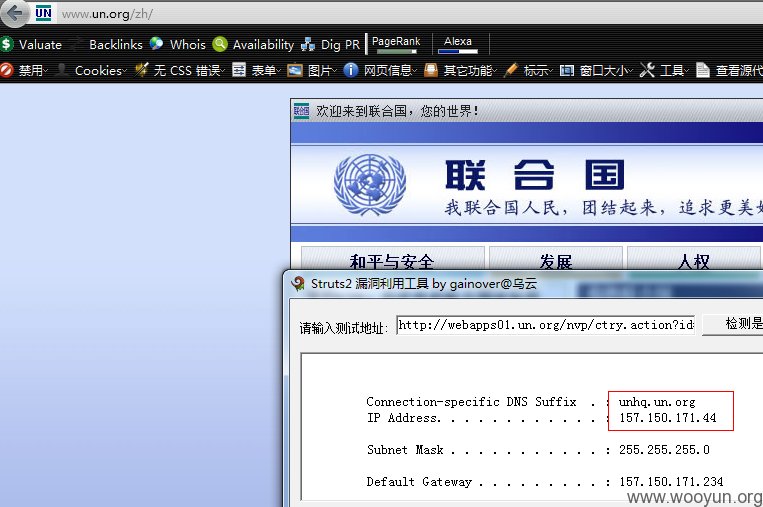 UN www.un.org/zh/
Valuate Backlinks Whois Availability Dig PR PageRank Alexa
禁用 Cookies 无 CSS 错误 表单 图片 网页信息 其它功能 标示 窗口大小 工具 查看源代
联合国 欢迎来到联合国，您的世界！
联合国
我联合国人民，团结起来，追求更美好
和平与安全 发展 人权
Struts2 漏洞利用工具 by gainover@乌云
请输入测试地址: http://webapps01.un.org/nvp/ctry.action?id= 检测是
Connection-specific DNS Suffix . : unhq.un.org
IP Address. . . . . . . . . . . . : 157.150.171.44
Subnet Mask . . . . . . . . . . . : 255.255.255.0
Default Gateway . . . . . . . . . : 157.150.171.234
www.wooyun.org